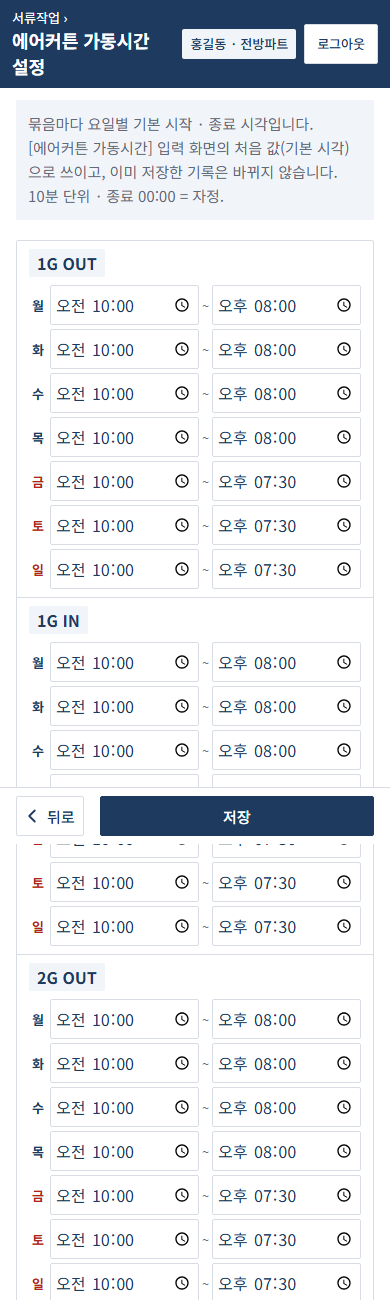 서류작업 ›
에어커튼 가동시간
설정
홍길동 · 전방파트
로그아웃
묶음마다 요일별 기본 시작 · 종료 시각입니다.
[에어커튼 가동시간] 입력 화면의 처음 값(기본 시각)
으로 쓰이고, 이미 저장한 기록은 바뀌지 않습니다.
10분 단위 · 종료 00:00 = 자정.
1G OUT
월 오전 10:00 ~ 오후 08:00
화 오전 10:00 ~ 오후 08:00
수 오전 10:00 ~ 오후 08:00
목 오전 10:00 ~ 오후 08:00
금 오전 10:00 ~ 오후 07:30
토 오전 10:00 ~ 오후 07:30
일 오전 10:00 ~ 오후 07:30
1G IN
월 오전 10:00 ~ 오후 08:00
화 오전 10:00 ~ 오후 08:00
수 오전 10:00 ~ 오후 08:00
뒤로
저장
토 오전 10:00 ~ 오후 07:30
일 오전 10:00 ~ 오후 07:30
2G OUT
월 오전 10:00 ~ 오후 08:00
화 오전 10:00 ~ 오후 08:00
수 오전 10:00 ~ 오후 08:00
목 오전 10:00 ~ 오후 08:00
금 오전 10:00 ~ 오후 07:30
토 오전 10:00 ~ 오후 07:30
일 오전 10:00 ~ 오후 07:30